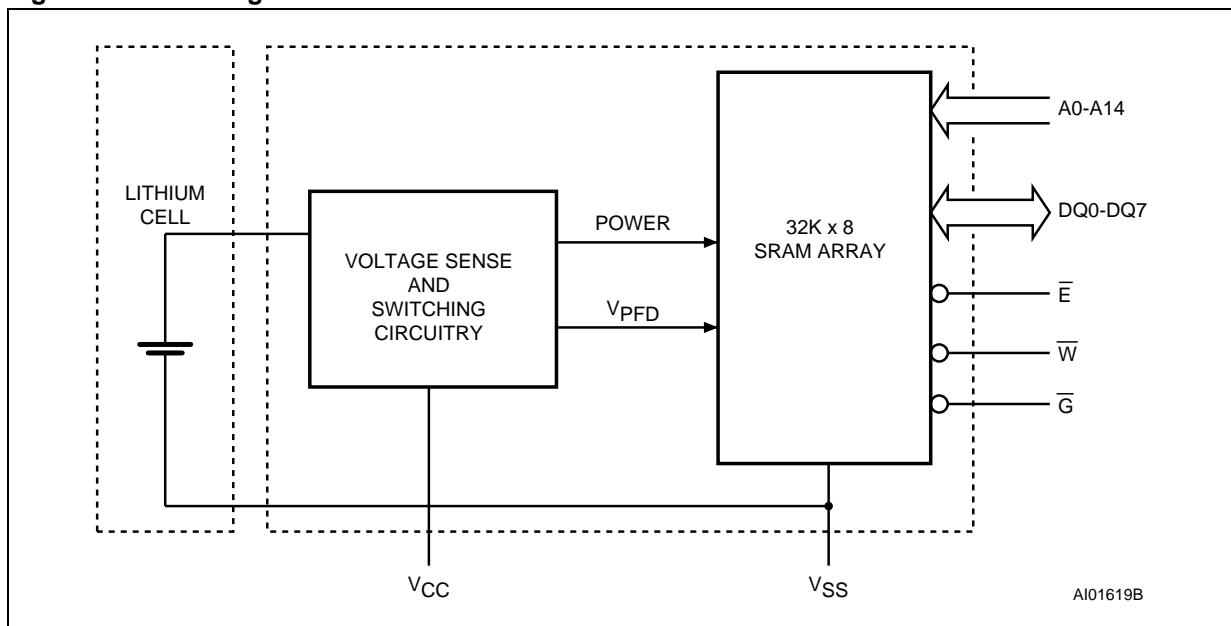 LITHIUM
CELL
VOLTAGE SENSE
AND
SWITCHING
CIRCUITRY
POWER
VPFD
32K x 8
SRAM ARRAY
A0-A14
DQ0-DQ7
E̅
W̅
G̅
VCC
VSS
AI01619B